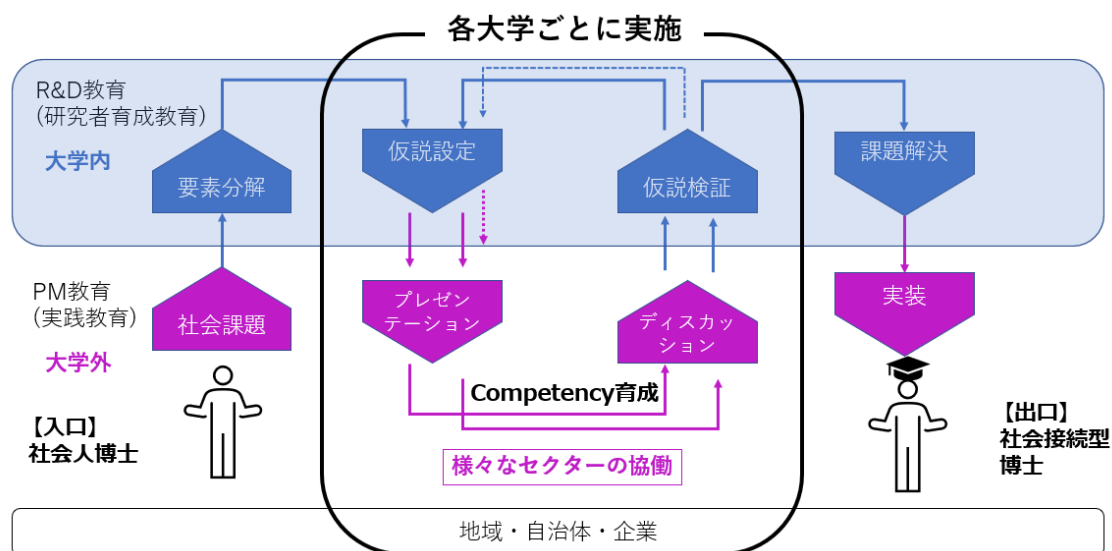 各大学ごとに実施
R&D教育
(研究者育成教育)
大学内
要素分解
仮説設定
仮説検証
課題解決
PM教育
(実践教育)
大学外
社会課題
プレゼン
テーション
ディスカッ
ション
実装
Competency育成
【入口】
社会人博士
【出口】
社会接続型
博士
様々なセクターの協働
地域・自治体・企業